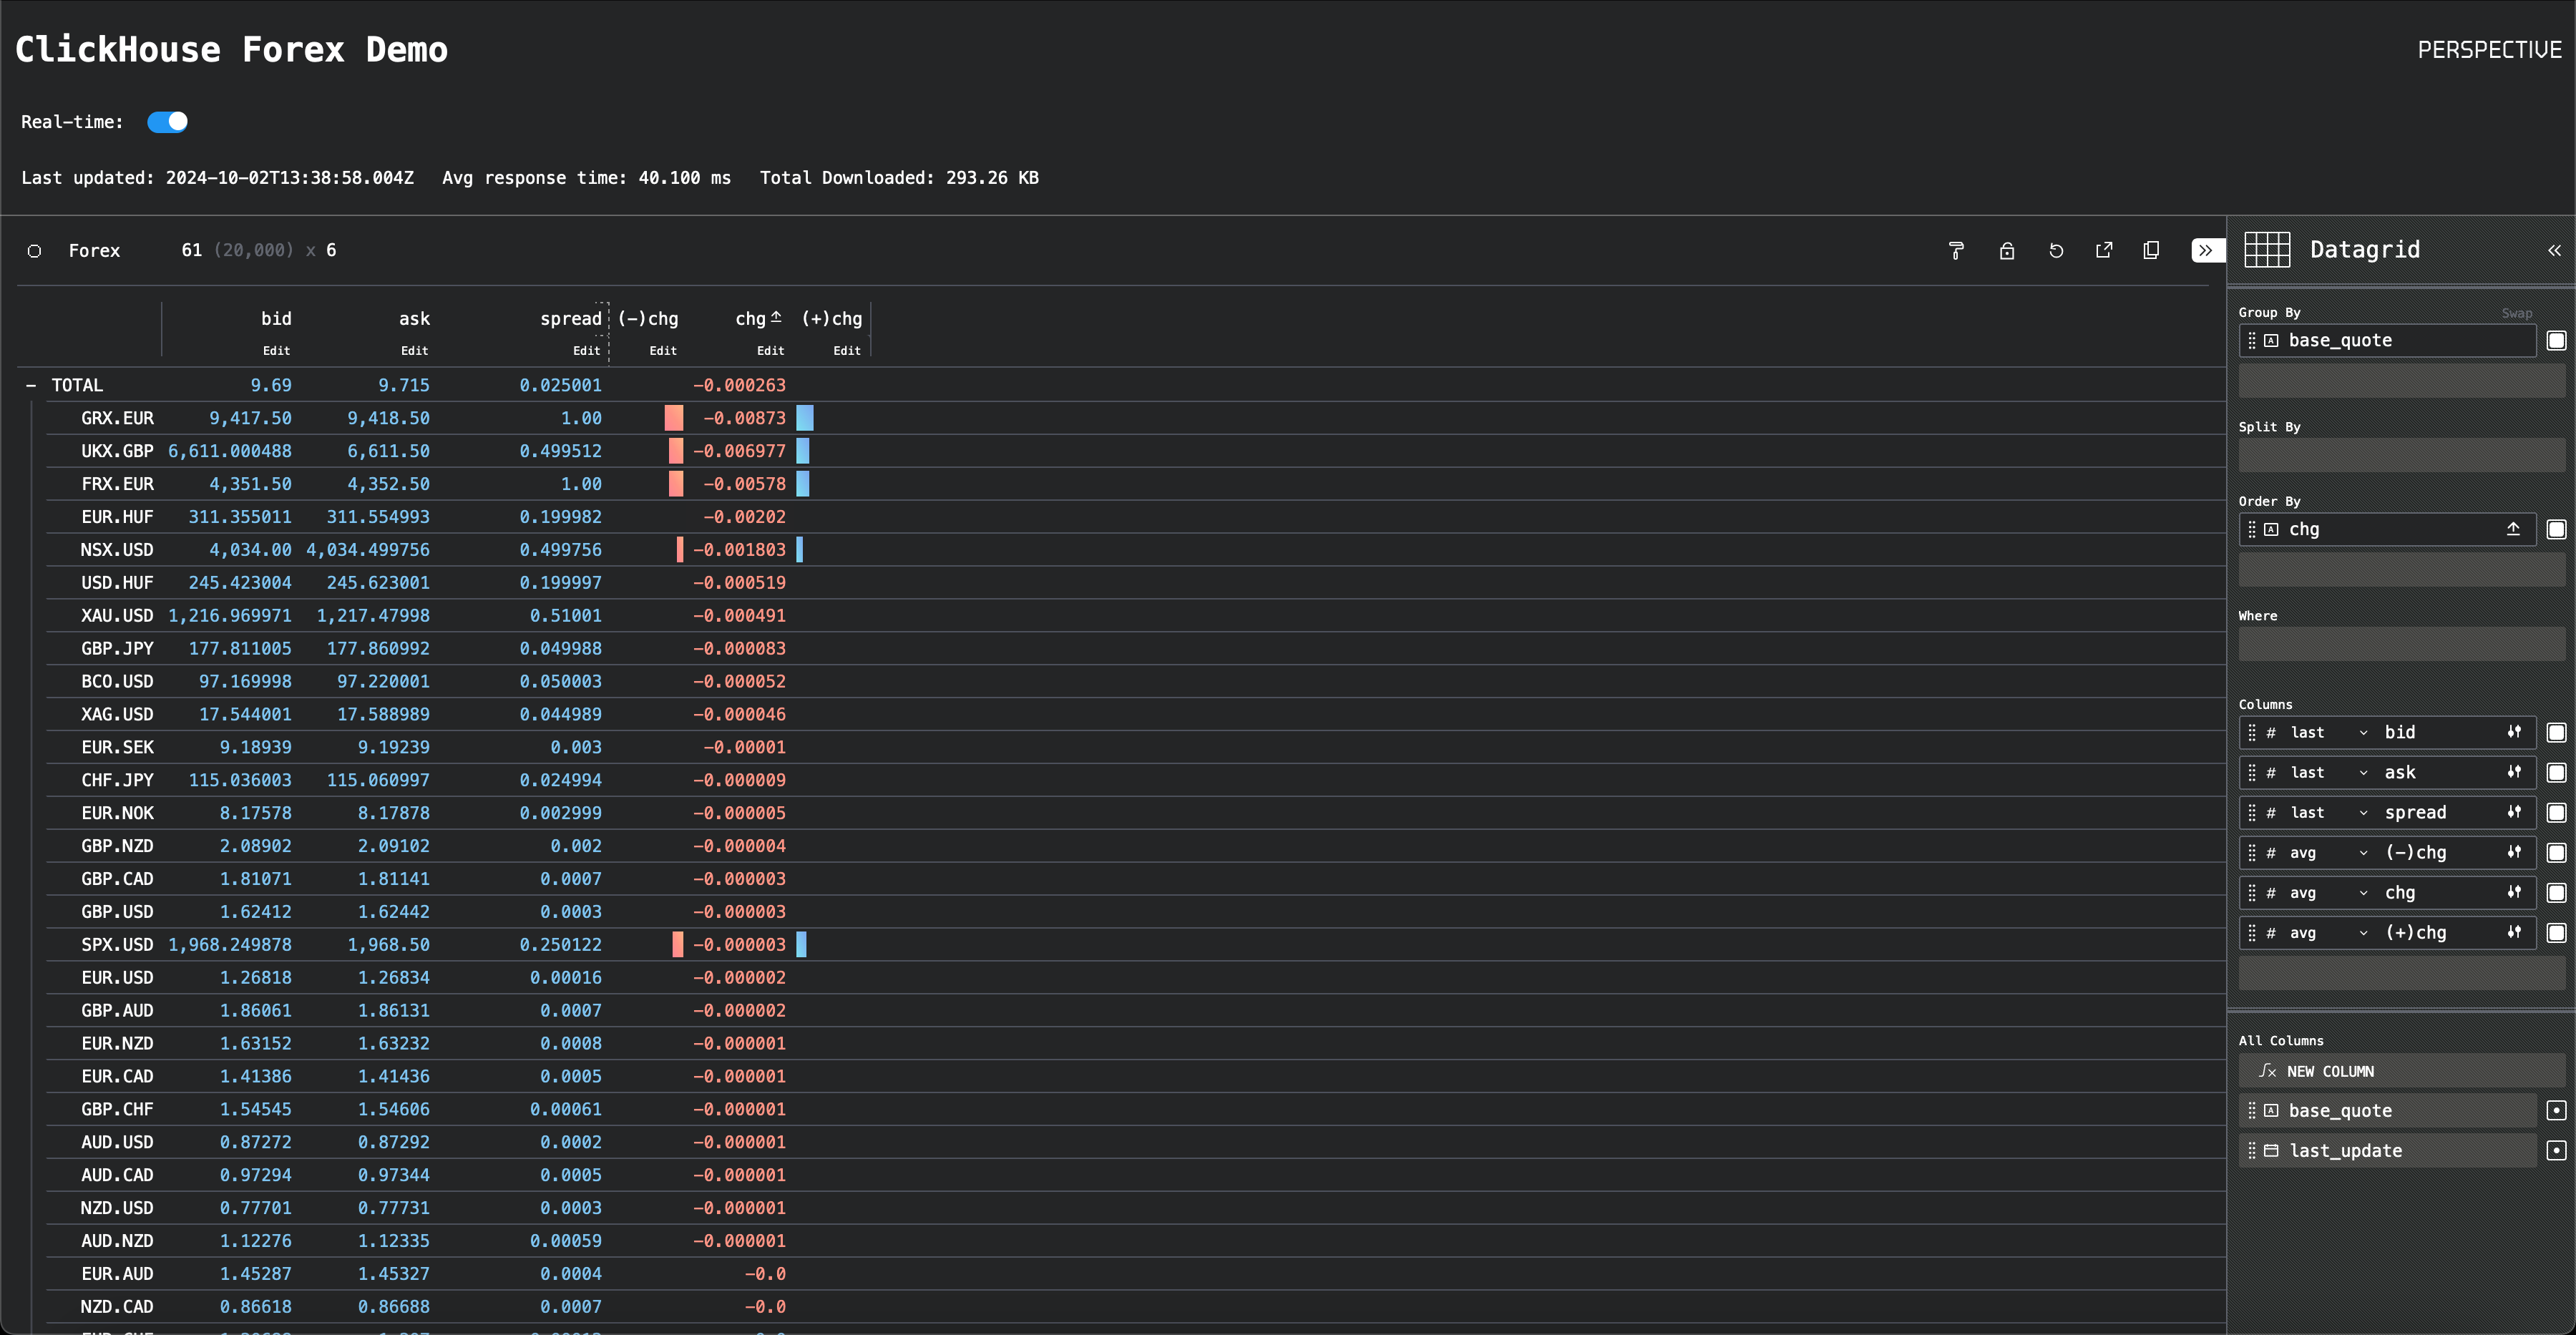 ClickHouse Forex Demo
PERSPECTIVE
Real-time:
Last updated: 2024-10-02T13:38:58.004Z Avg response time: 40.100 ms Total Downloaded: 293.26 KB
Forex 61 (20,000) x 6
bid ask spread (-)chg chg (+)chg
Edit Edit Edit Edit Edit Edit
TOTAL 9.69 9.715 0.025001 -0.000263
GRX.EUR 9,417.50 9,418.50 1.00 -0.00873
UKX.GBP 6,611.000488 6,611.50 0.499512 -0.006977
FRX.EUR 4,351.50 4,352.50 1.00 -0.00578
EUR.HUF 311.355011 311.554993 0.199982 -0.00202
NSX.USD 4,034.00 4,034.499756 0.499756 -0.001803
USD.HUF 245.423004 245.623001 0.199997 -0.000519
XAU.USD 1,216.969971 1,217.47998 0.51001 -0.000491
GBP.JPY 177.811005 177.860992 0.049988 -0.000083
BCO.USD 97.169998 97.220001 0.050003 -0.000052
XAG.USD 17.544001 17.588989 0.044989 -0.000046
EUR.SEK 9.18939 9.19239 0.003 -0.00001
CHF.JPY 115.036003 115.060997 0.024994 -0.000009
EUR.NOK 8.17578 8.17878 0.002999 -0.000005
GBP.NZD 2.08902 2.09102 0.002 -0.000004
GBP.CAD 1.81071 1.81141 0.0007 -0.000003
GBP.USD 1.62412 1.62442 0.0003 -0.000003
SPX.USD 1,968.249878 1,968.50 0.250122 -0.000003
EUR.USD 1.26818 1.26834 0.00016 -0.000002
GBP.AUD 1.86061 1.86131 0.0007 -0.000002
EUR.NZD 1.63152 1.63232 0.0008 -0.000001
EUR.CAD 1.41386 1.41436 0.0005 -0.000001
GBP.CHF 1.54545 1.54606 0.00061 -0.000001
AUD.USD 0.87272 0.87292 0.0002 -0.000001
AUD.CAD 0.97294 0.97344 0.0005 -0.000001
NZD.USD 0.77701 0.77731 0.0003 -0.000001
AUD.NZD 1.12276 1.12335 0.00059 -0.000001
EUR.AUD 1.45287 1.45327 0.0004 -0.0
NZD.CAD 0.86618 0.86688 0.0007 -0.0
Datagrid
Group By Swap
base_quote
Split By
Order By
chg
Where
Columns
# last bid
# last ask
# last spread
# avg (-)chg
# avg chg
# avg (+)chg
All Columns
NEW COLUMN
base_quote
last_update